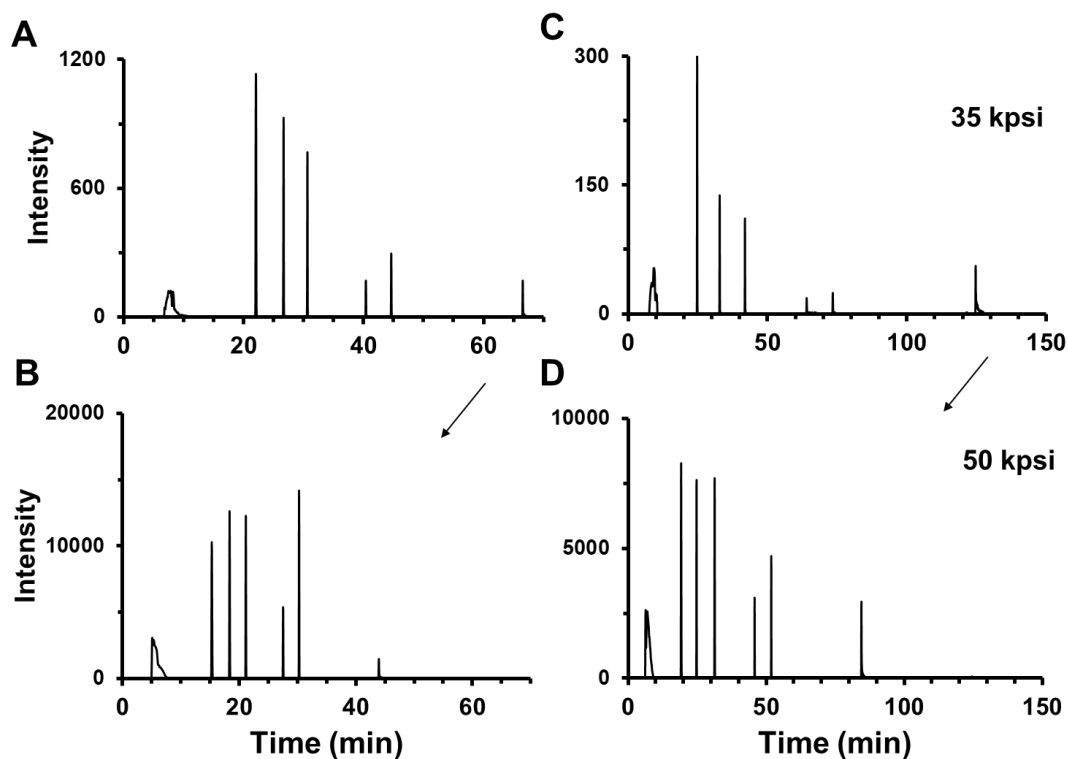 A
1200
600
0
Intensity
0 20 40 60
C
300
150
0
35 kpsi
0 50 100 150
B
20000
10000
0
Intensity
0 20 40 60
Time (min)
D
10000
5000
0
50 kpsi
0 50 100 150
Time (min)